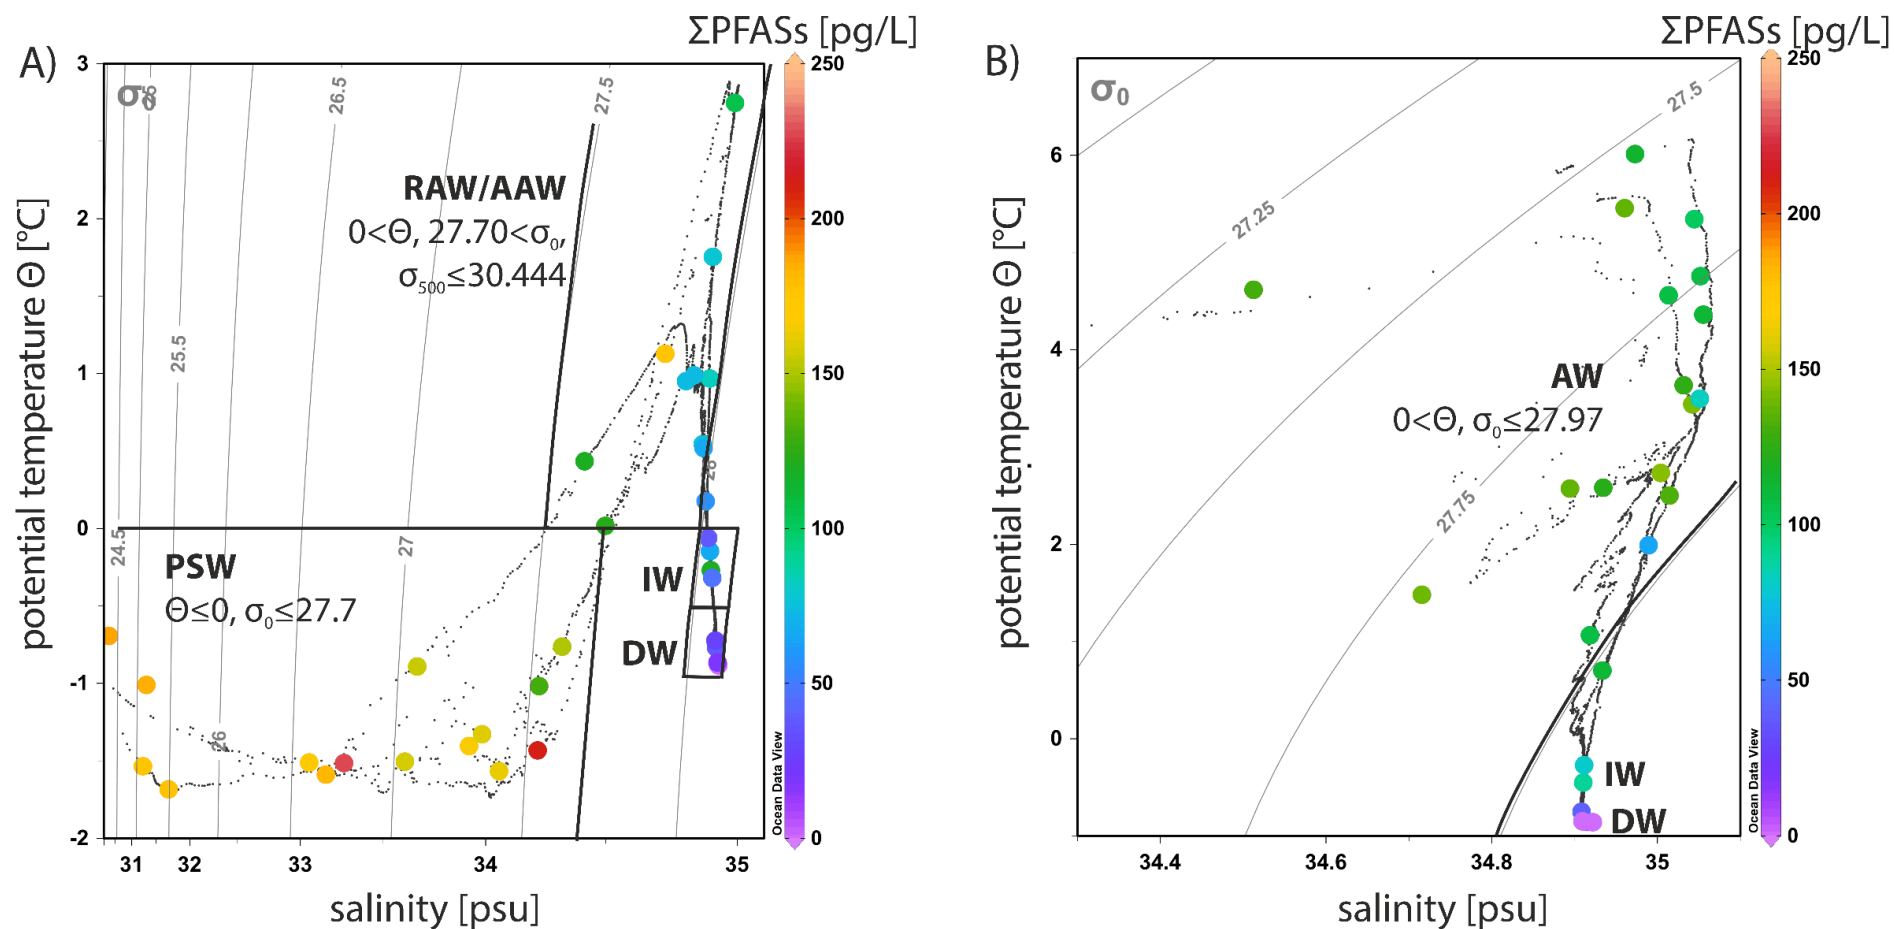 A)
ΣPFASs [pg/L]
σ₀
26.5
27.5
25.5
27
24.5
26
28
RAW/AAW
0<Θ, 27.70<σ₀,
σ₅₀₀≤30.444
PSW
Θ≤0, σ₀≤27.7
IW
DW
3
2
1
0
-1
-2
31
32
33
34
35
potential temperature Θ [°C]
salinity [psu]
250
200
150
100
50
0
Ocean Data View
B)
ΣPFASs [pg/L]
σ₀
27.25
27.5
27.75
AW
0<Θ, σ₀≤27.97
IW
DW
6
4
2
0
34.4
34.6
34.8
35
potential temperature Θ [°C]
salinity [psu]
250
200
150
100
50
0
Ocean Data View